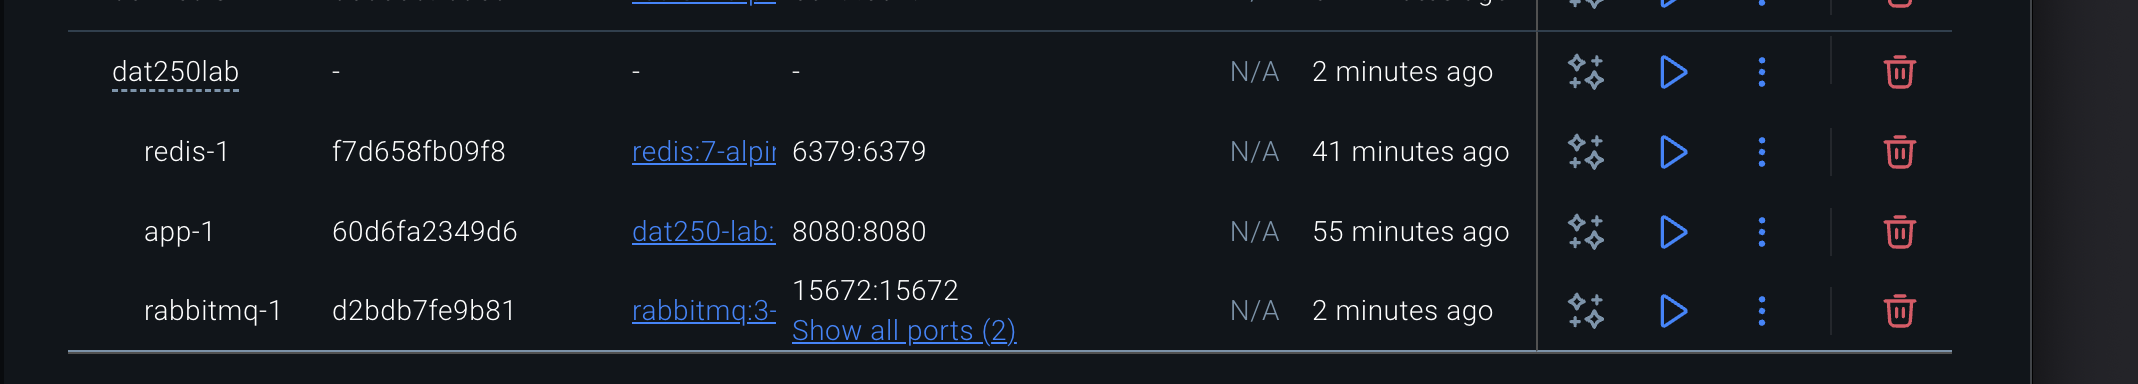 dat250lab - - - N/A 2 minutes ago
redis-1 f7d658fb09f8 redis:7-alpi 6379:6379 N/A 41 minutes ago
app-1 60d6fa2349d6 dat250-lab: 8080:8080 N/A 55 minutes ago
15672:15672
rabbitmq-1 d2bdb7fe9b81 rabbitmq:3- N/A 2 minutes ago
Show all ports (2)